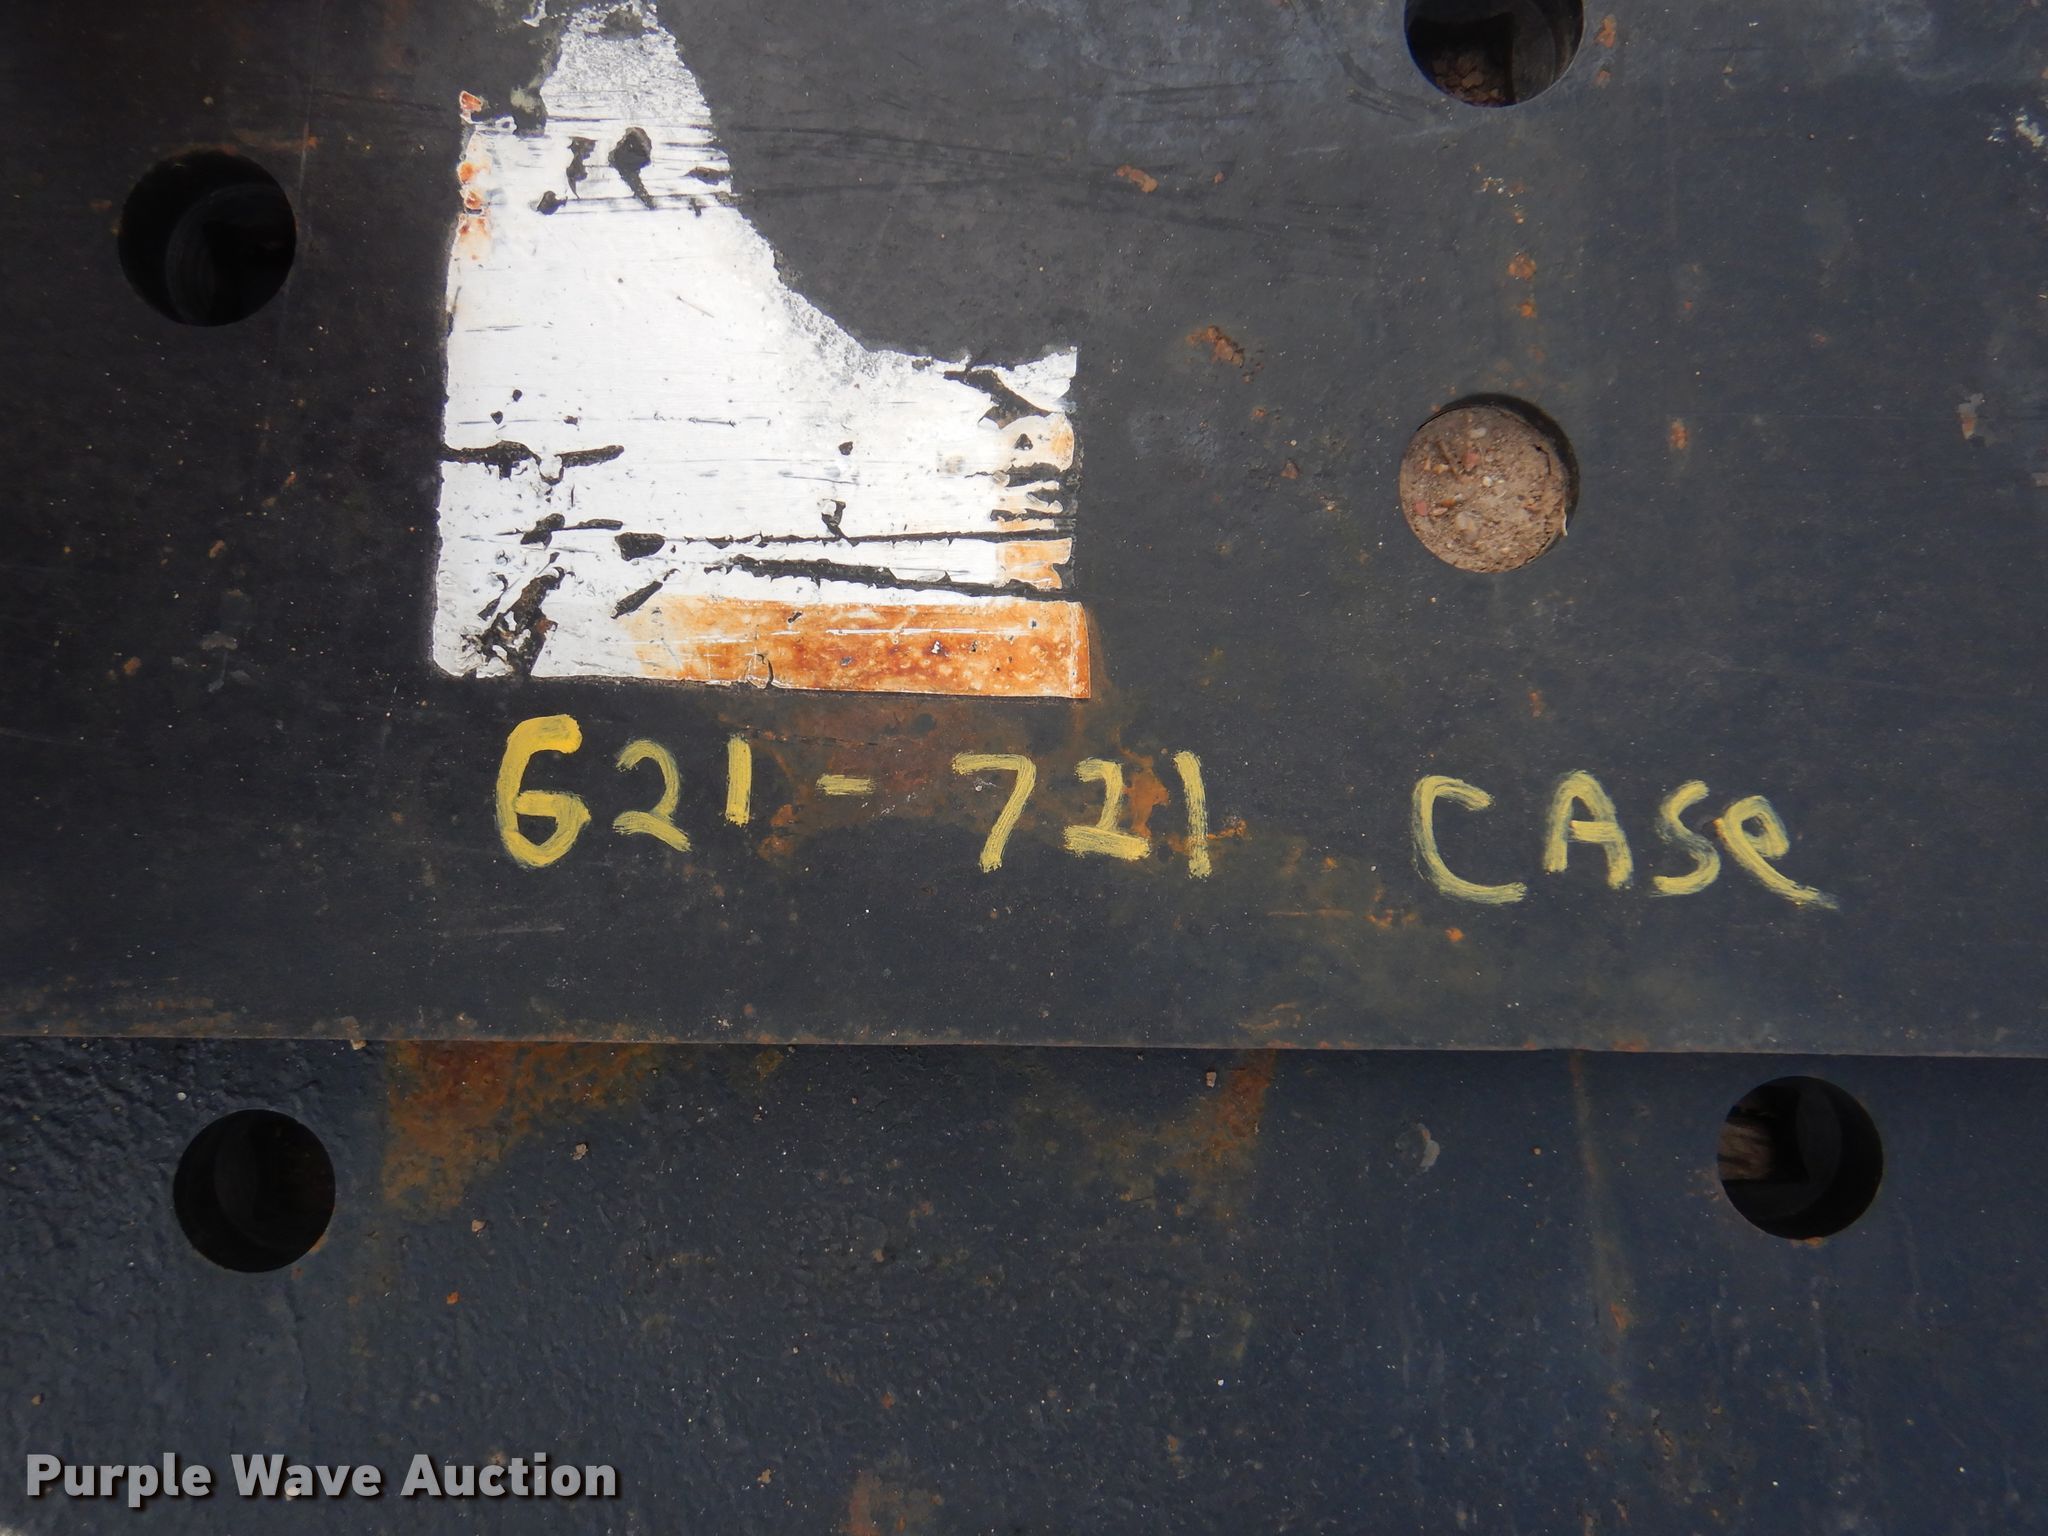 621-721 CASe
Purple Wave Auction